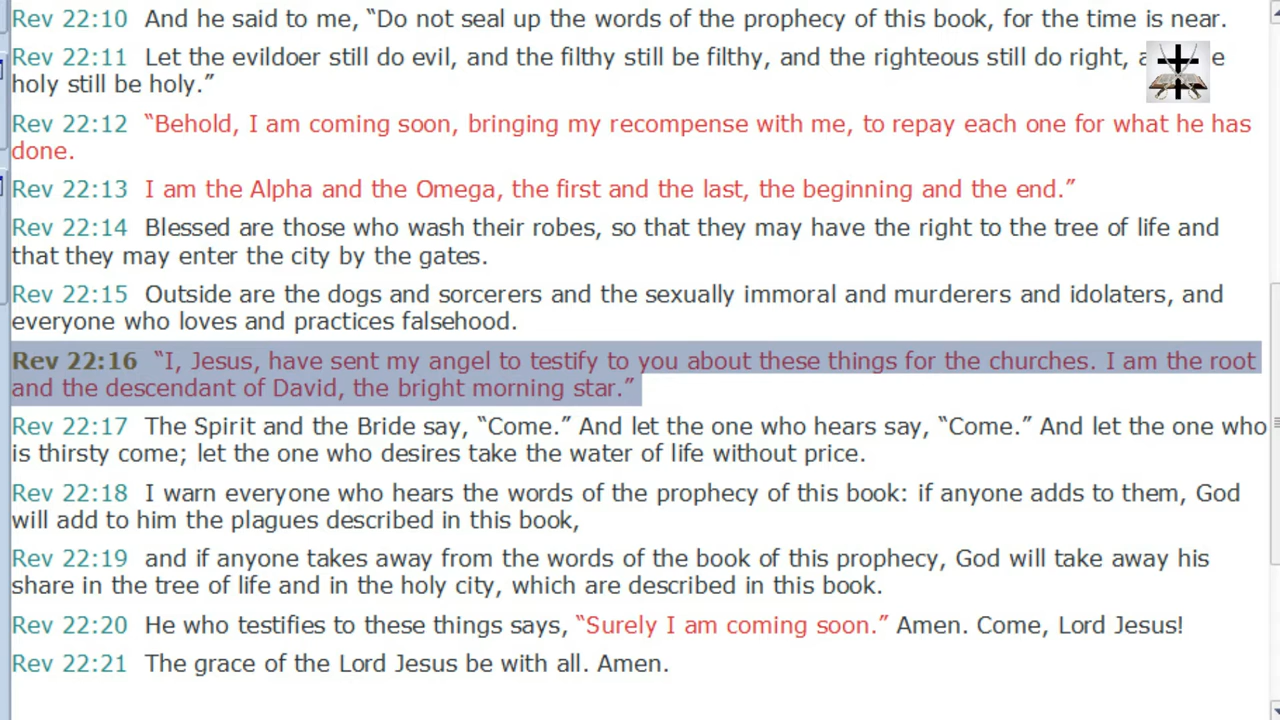 Rev 22:10 And he said to me, “Do not seal up the words of the prophecy of this book, for the time is near.
Rev 22:11 Let the evildoer still do evil, and the filthy still be filthy, and the righteous still do right, a e
holy still be holy.”
Rev 22:12 “Behold, I am coming soon, bringing my recompense with me, to repay each one for what he has
done.
Rev 22:13 I am the Alpha and the Omega, the first and the last, the beginning and the end.”
Rev 22:14 Blessed are those who wash their robes, so that they may have the right to the tree of life and
that they may enter the city by the gates.
Rev 22:15 Outside are the dogs and sorcerers and the sexually immoral and murderers and idolaters, and
everyone who loves and practices falsehood.
Rev 22:16 “I, Jesus, have sent my angel to testify to you about these things for the churches. I am the root
and the descendant of David, the bright morning star.”
Rev 22:17 The Spirit and the Bride say, “Come.” And let the one who hears say, “Come.” And let the one who
is thirsty come; let the one who desires take the water of life without price.
Rev 22:18 I warn everyone who hears the words of the prophecy of this book: if anyone adds to them, God
will add to him the plagues described in this book,
Rev 22:19 and if anyone takes away from the words of the book of this prophecy, God will take away his
share in the tree of life and in the holy city, which are described in this book.
Rev 22:20 He who testifies to these things says, “Surely I am coming soon.” Amen. Come, Lord Jesus!
Rev 22:21 The grace of the Lord Jesus be with all. Amen.